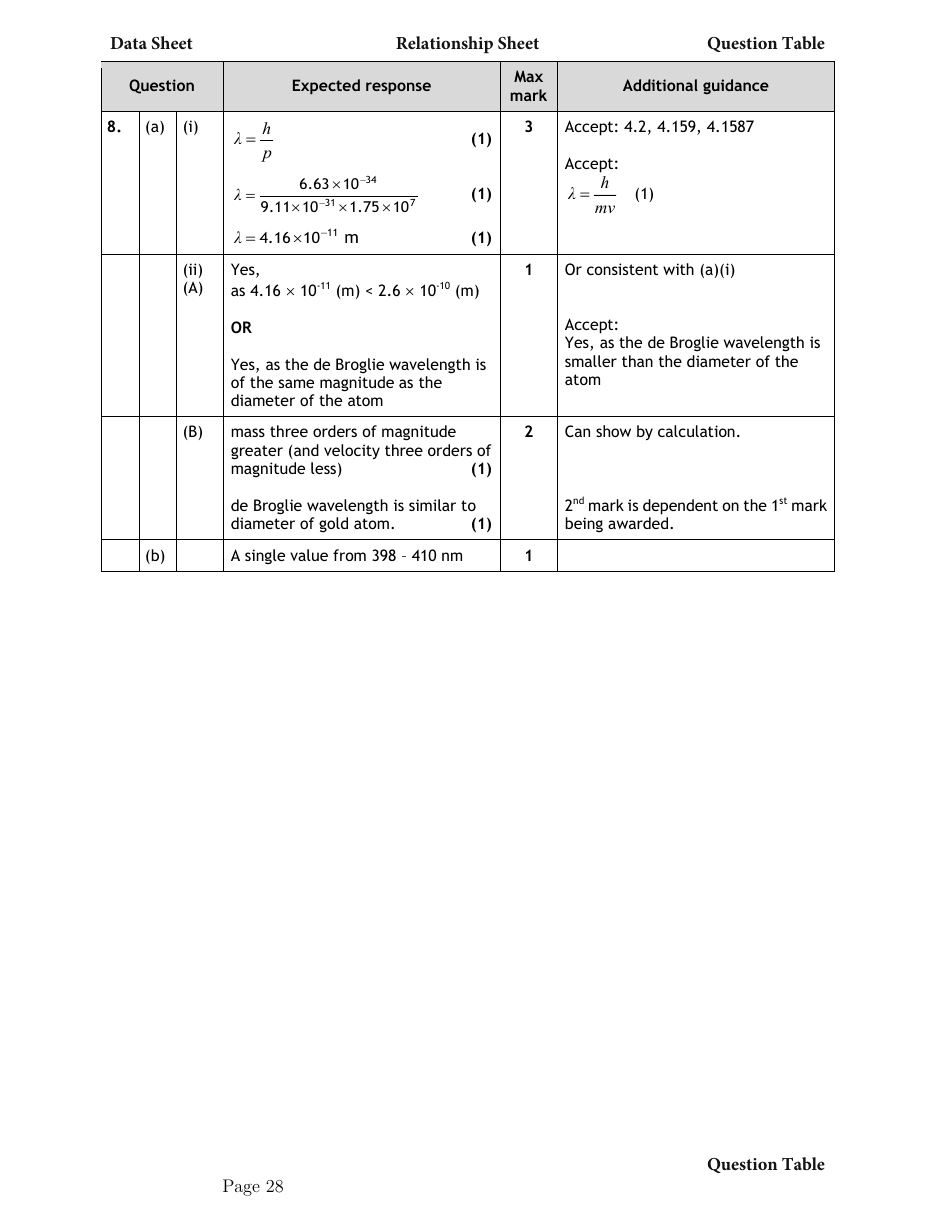 Data Sheet Relationship Sheet Question Table
Question Expected response Max mark Additional guidance
8. (a) (i) λ = h/p (1) 3 Accept: 4.2, 4.159, 4.1587
Accept:
λ = h/mv (1)
λ = 6.63 × 10⁻³⁴ / 9.11×10⁻³¹ × 1.75 × 10⁷ (1)
λ = 4.16×10⁻¹¹ m (1)
(ii) (A) Yes, 1 Or consistent with (a)(i)
as 4.16 × 10⁻¹¹ (m) < 2.6 × 10⁻¹⁰ (m)
OR
Yes, as the de Broglie wavelength is
of the same magnitude as the
diameter of the atom
Accept:
Yes, as the de Broglie wavelength is
smaller than the diameter of the
atom
(B) mass three orders of magnitude 2 Can show by calculation.
greater (and velocity three orders of
magnitude less) (1)
de Broglie wavelength is similar to
diameter of gold atom. (1)
2nd mark is dependent on the 1st mark
being awarded.
(b) A single value from 398 – 410 nm 1
Question Table
Page 28